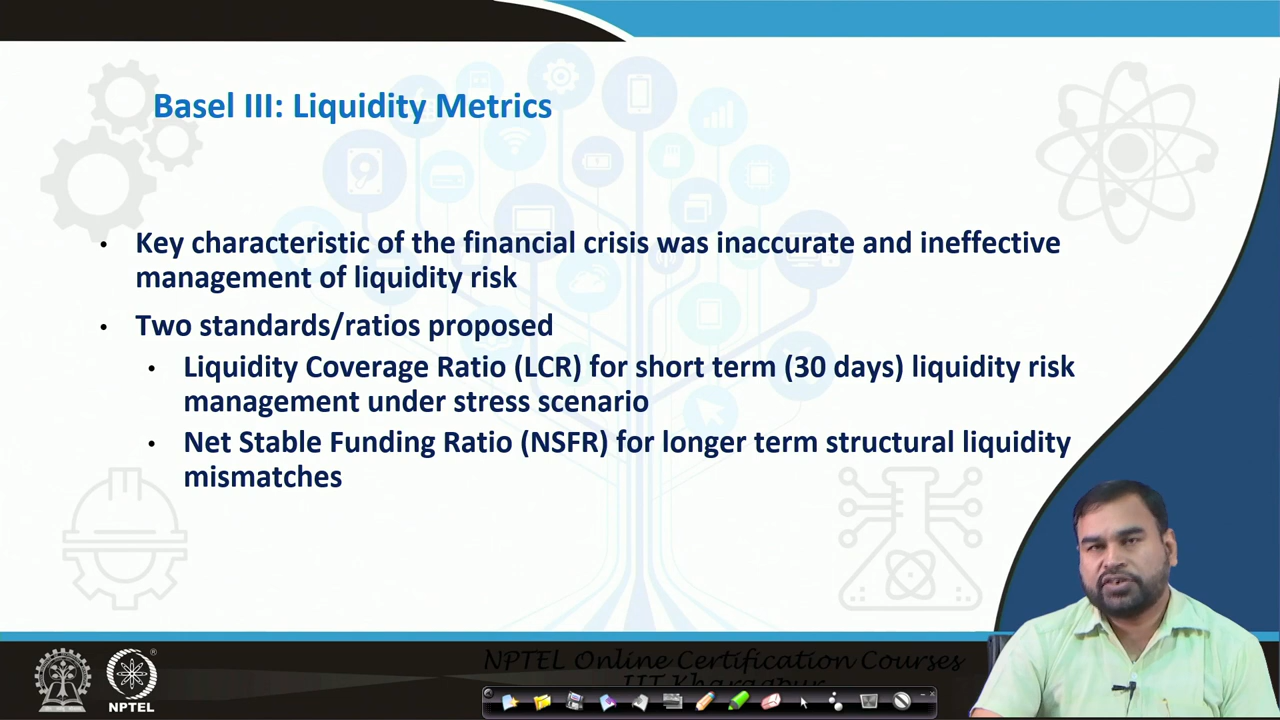 Basel III: Liquidity Metrics
• Key characteristic of the financial crisis was inaccurate and ineffective
management of liquidity risk
• Two standards/ratios proposed
• Liquidity Coverage Ratio (LCR) for short term (30 days) liquidity risk
management under stress scenario
• Net Stable Funding Ratio (NSFR) for longer term structural liquidity
mismatches
NPTEL Online Certification Courses
IIT Kharagpur
NPTEL